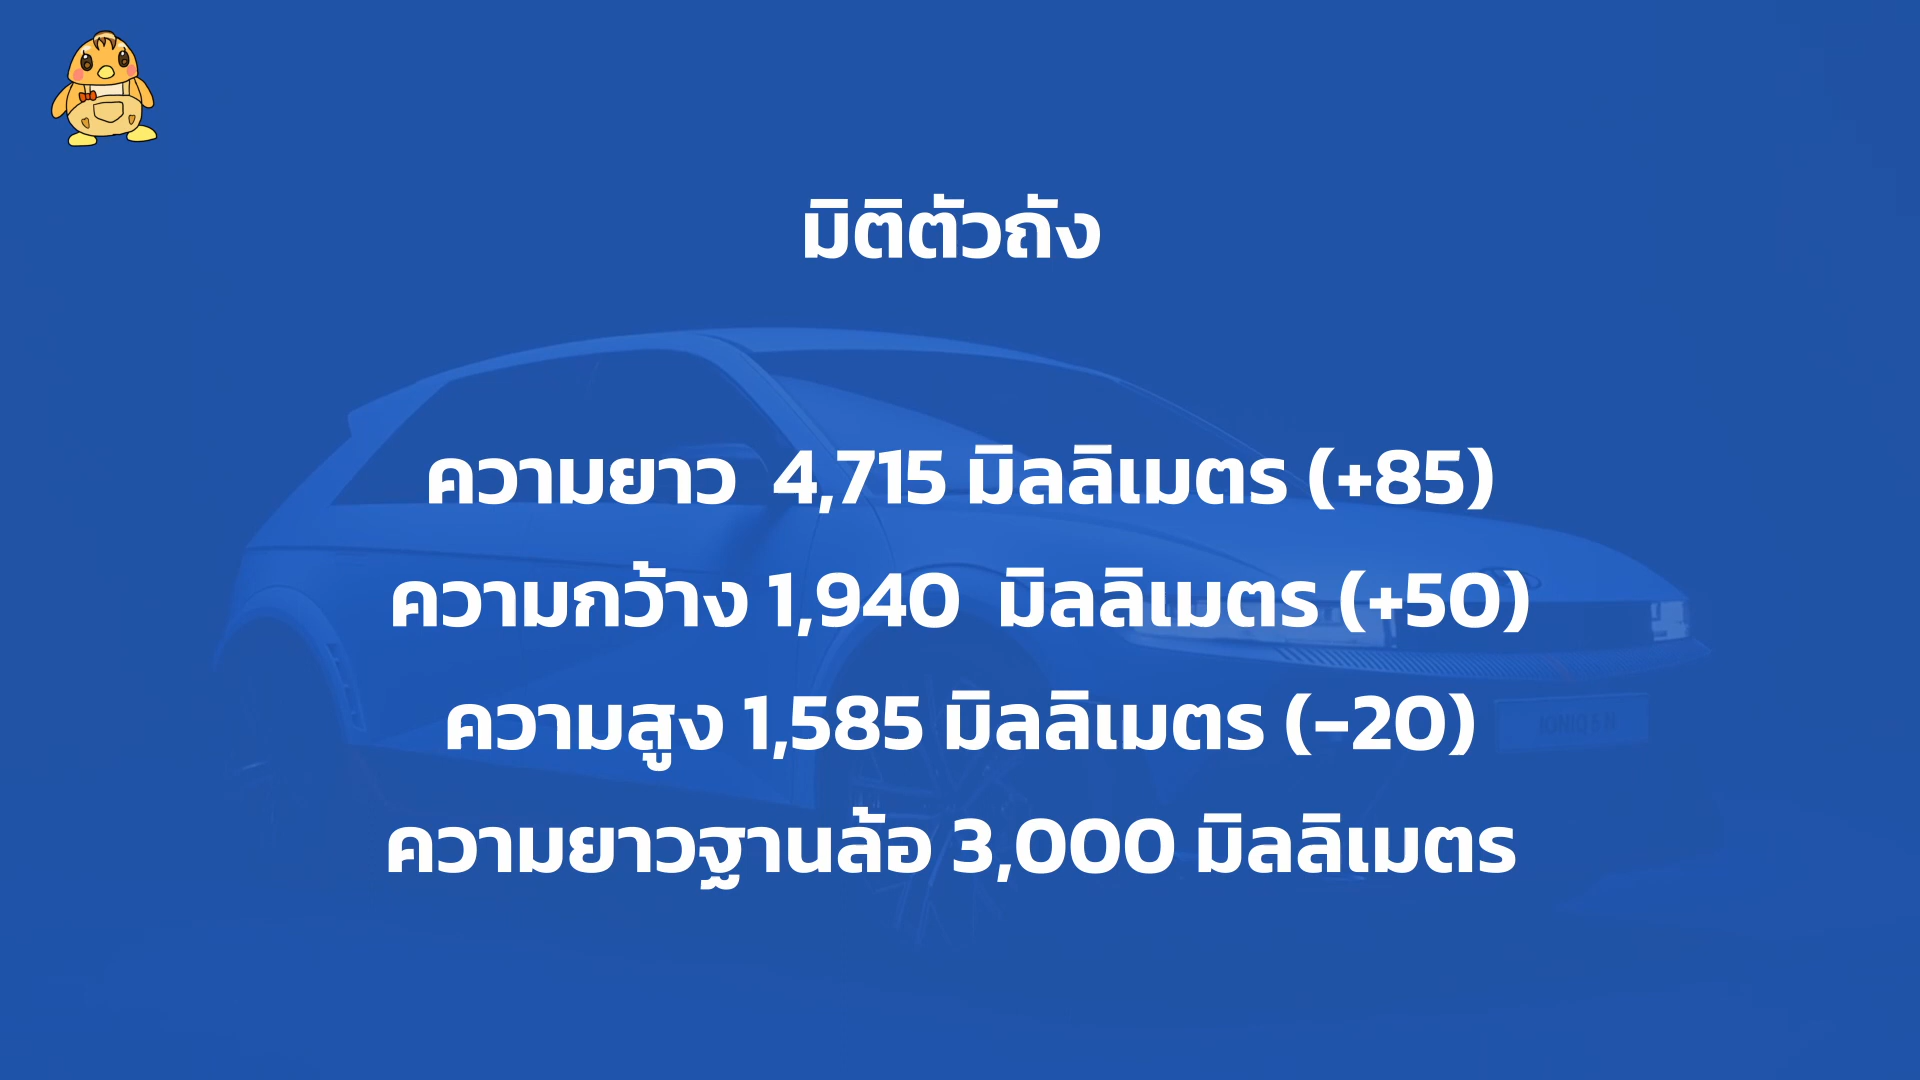 มิติตัวถัง
ความยาว 4,715 มิลลิเมตร (+85)
ความกว้าง 1,940 มิลลิเมตร (+50)
ความสูง 1,585 มิลลิเมตร (-20)
IONIQ 5 N
ความยาวฐานล้อ 3,000 มิลลิเมตร